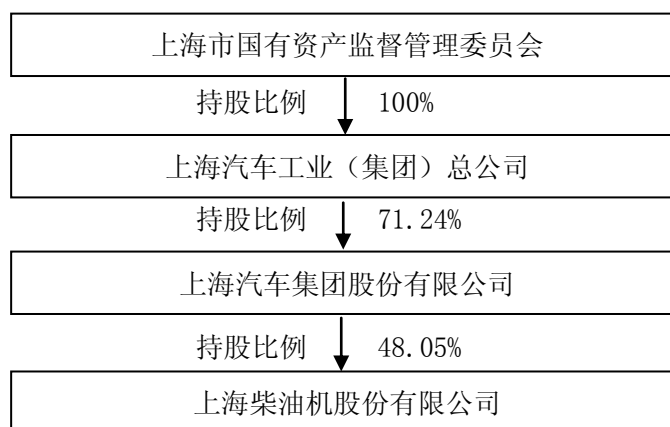 上海市国有资产监督管理委员会
持股比例 100%
上海汽车工业（集团）总公司
持股比例 71.24%
上海汽车集团股份有限公司
持股比例 48.05%
上海柴油机股份有限公司